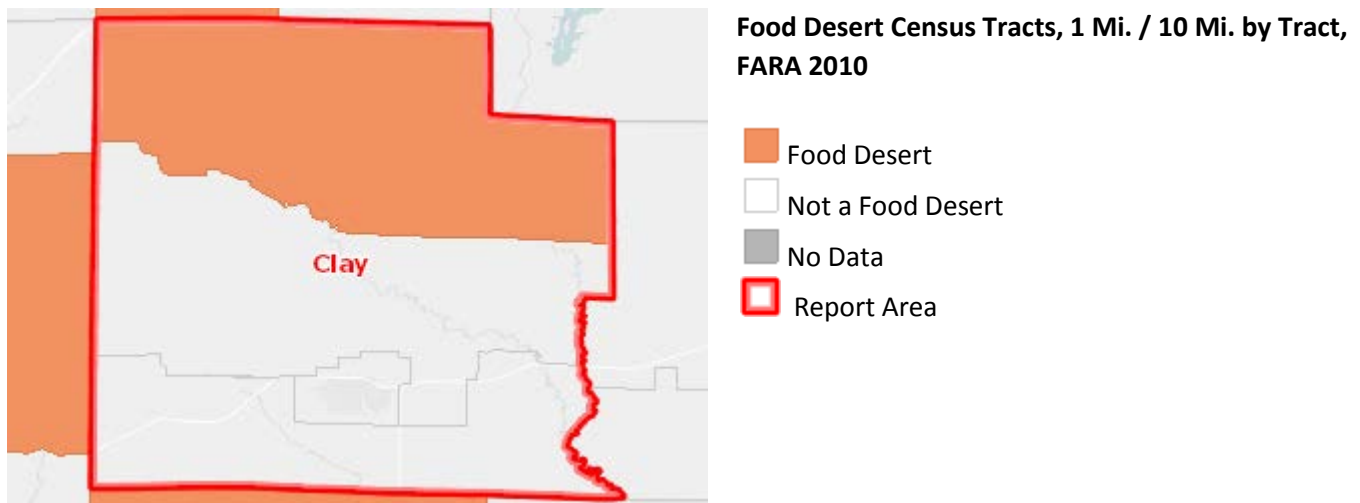 Food Desert Census Tracts, 1 Mi. / 10 Mi. by Tract,
FARA 2010
Food Desert
Not a Food Desert
No Data
Report Area
Clay